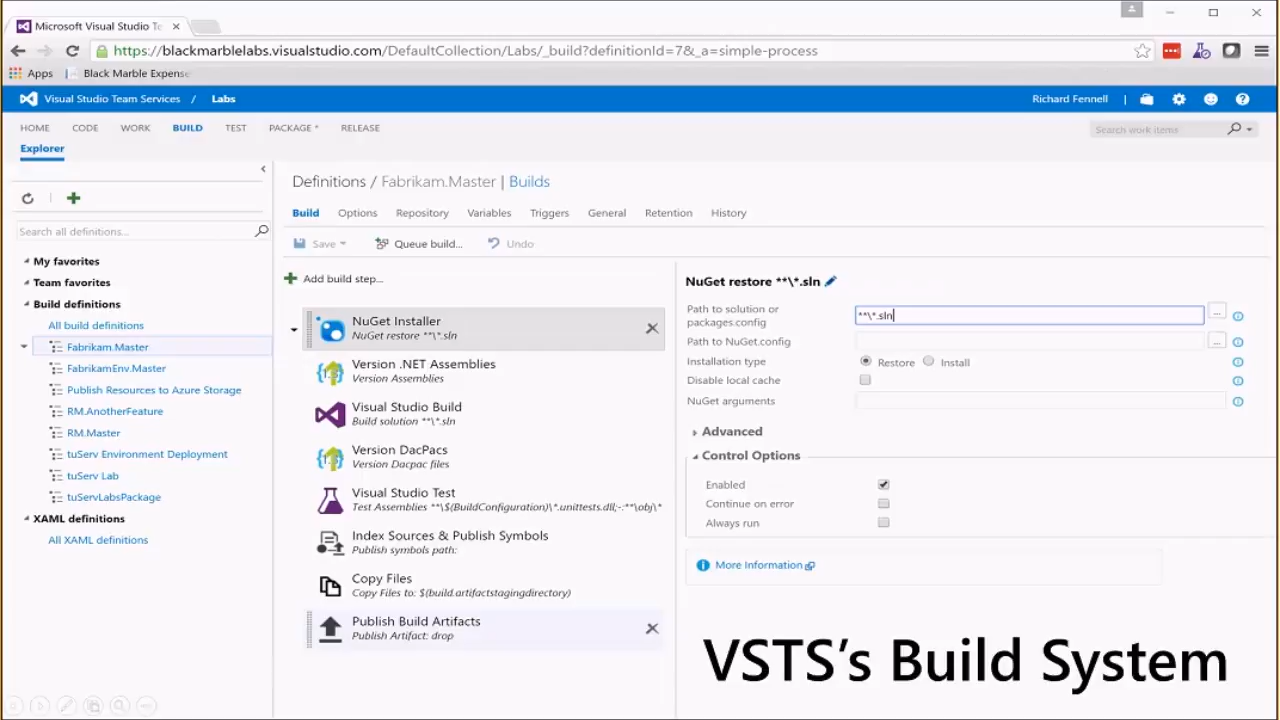 Microsoft Visual Studio Te
https://blackmarblelabs.visualstudio.com/DefaultCollection/Labs/_build?definitionId=7&_a=simple-process
Apps Black Marble Expense
Visual Studio Team Services / Labs
Richard Fennell
HOME CODE WORK BUILD TEST PACKAGE * RELEASE
Search work items
Explorer
Definitions / Fabrikam.Master | Builds
Build Options Repository Variables Triggers General Retention History
Save Queue build... Undo
Search all definitions...
My favorites
Team favorites
Build definitions
All build definitions
Fabrikam.Master
FabrikamEnv.Master
Publish Resources to Azure Storage
RM.AnotherFeature
RM.Master
tuServ Environment Deployment
tuServ Lab
tuServLabsPackage
XAML definitions
All XAML definitions
Add build step...
NuGet Installer
NuGet restore **\*.sln
Version .NET Assemblies
Version Assemblies
Visual Studio Build
Build solution **\*.sln
Version DacPacs
Version Dacpac files
Visual Studio Test
Test Assemblies **\$(BuildConfiguration)\*.unittests.dll;-:**\obj\*
Index Sources & Publish Symbols
Publish symbols path:
Copy Files
Copy Files to: $(build.artifactstagingdirectory)
Publish Build Artifacts
Publish Artifact: drop
NuGet restore **\*.sln
Path to solution or
packages.config
**\*.sln
...
Path to NuGet.config
...
Installation type
Restore Install
Disable local cache
NuGet arguments
Advanced
Control Options
Enabled
Continue on error
Always run
More Information
VSTS's Build System